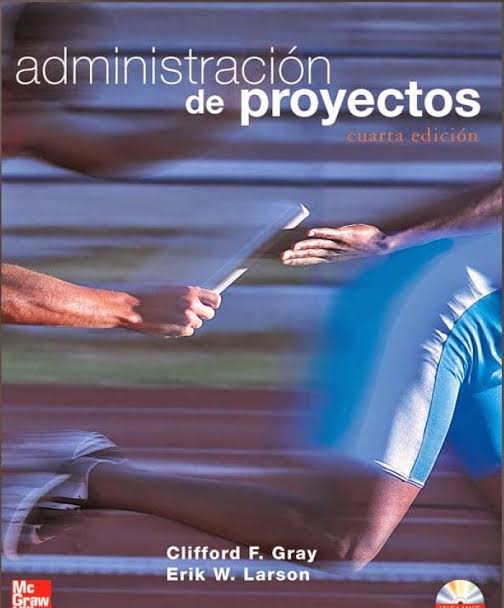 administración
de proyectos
cuarta edición
Clifford F. Gray
Erik W. Larson
Mc
Graw